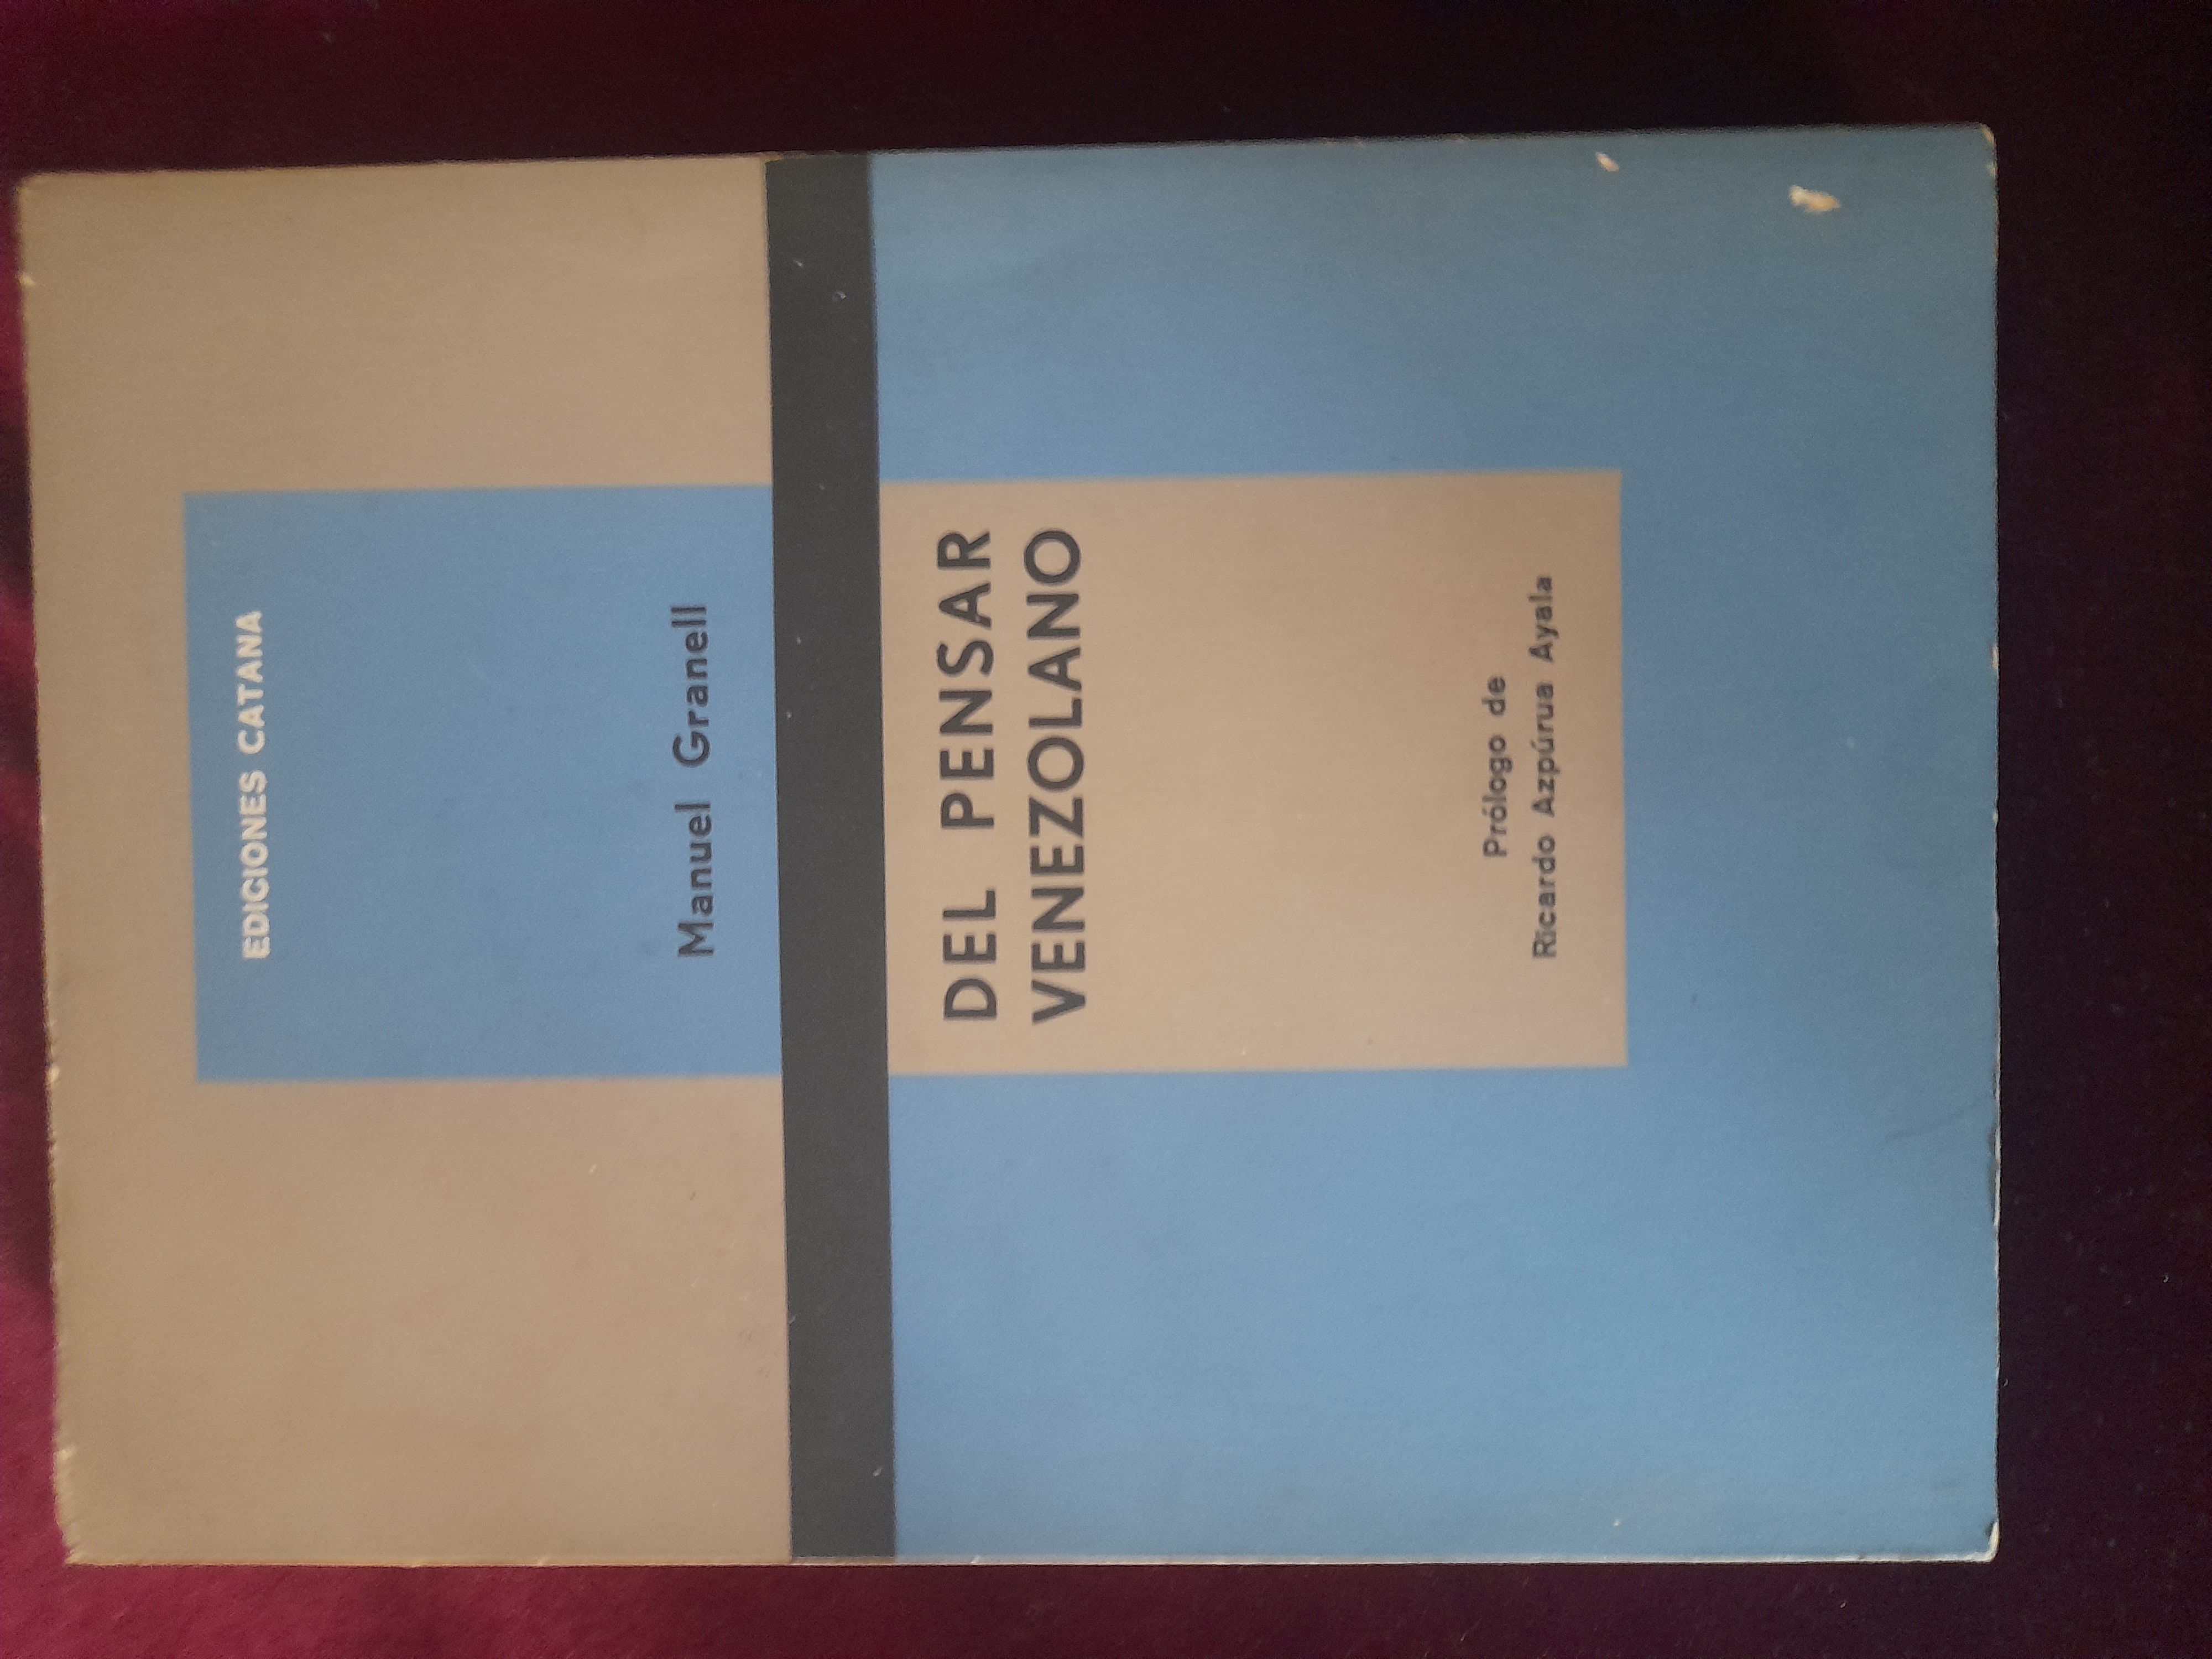 EDICIONES CATANA
Manuel Granell
DEL PENSAR
VENEZOLANO
Prólogo de
Ricardo Azpúrua Ayala